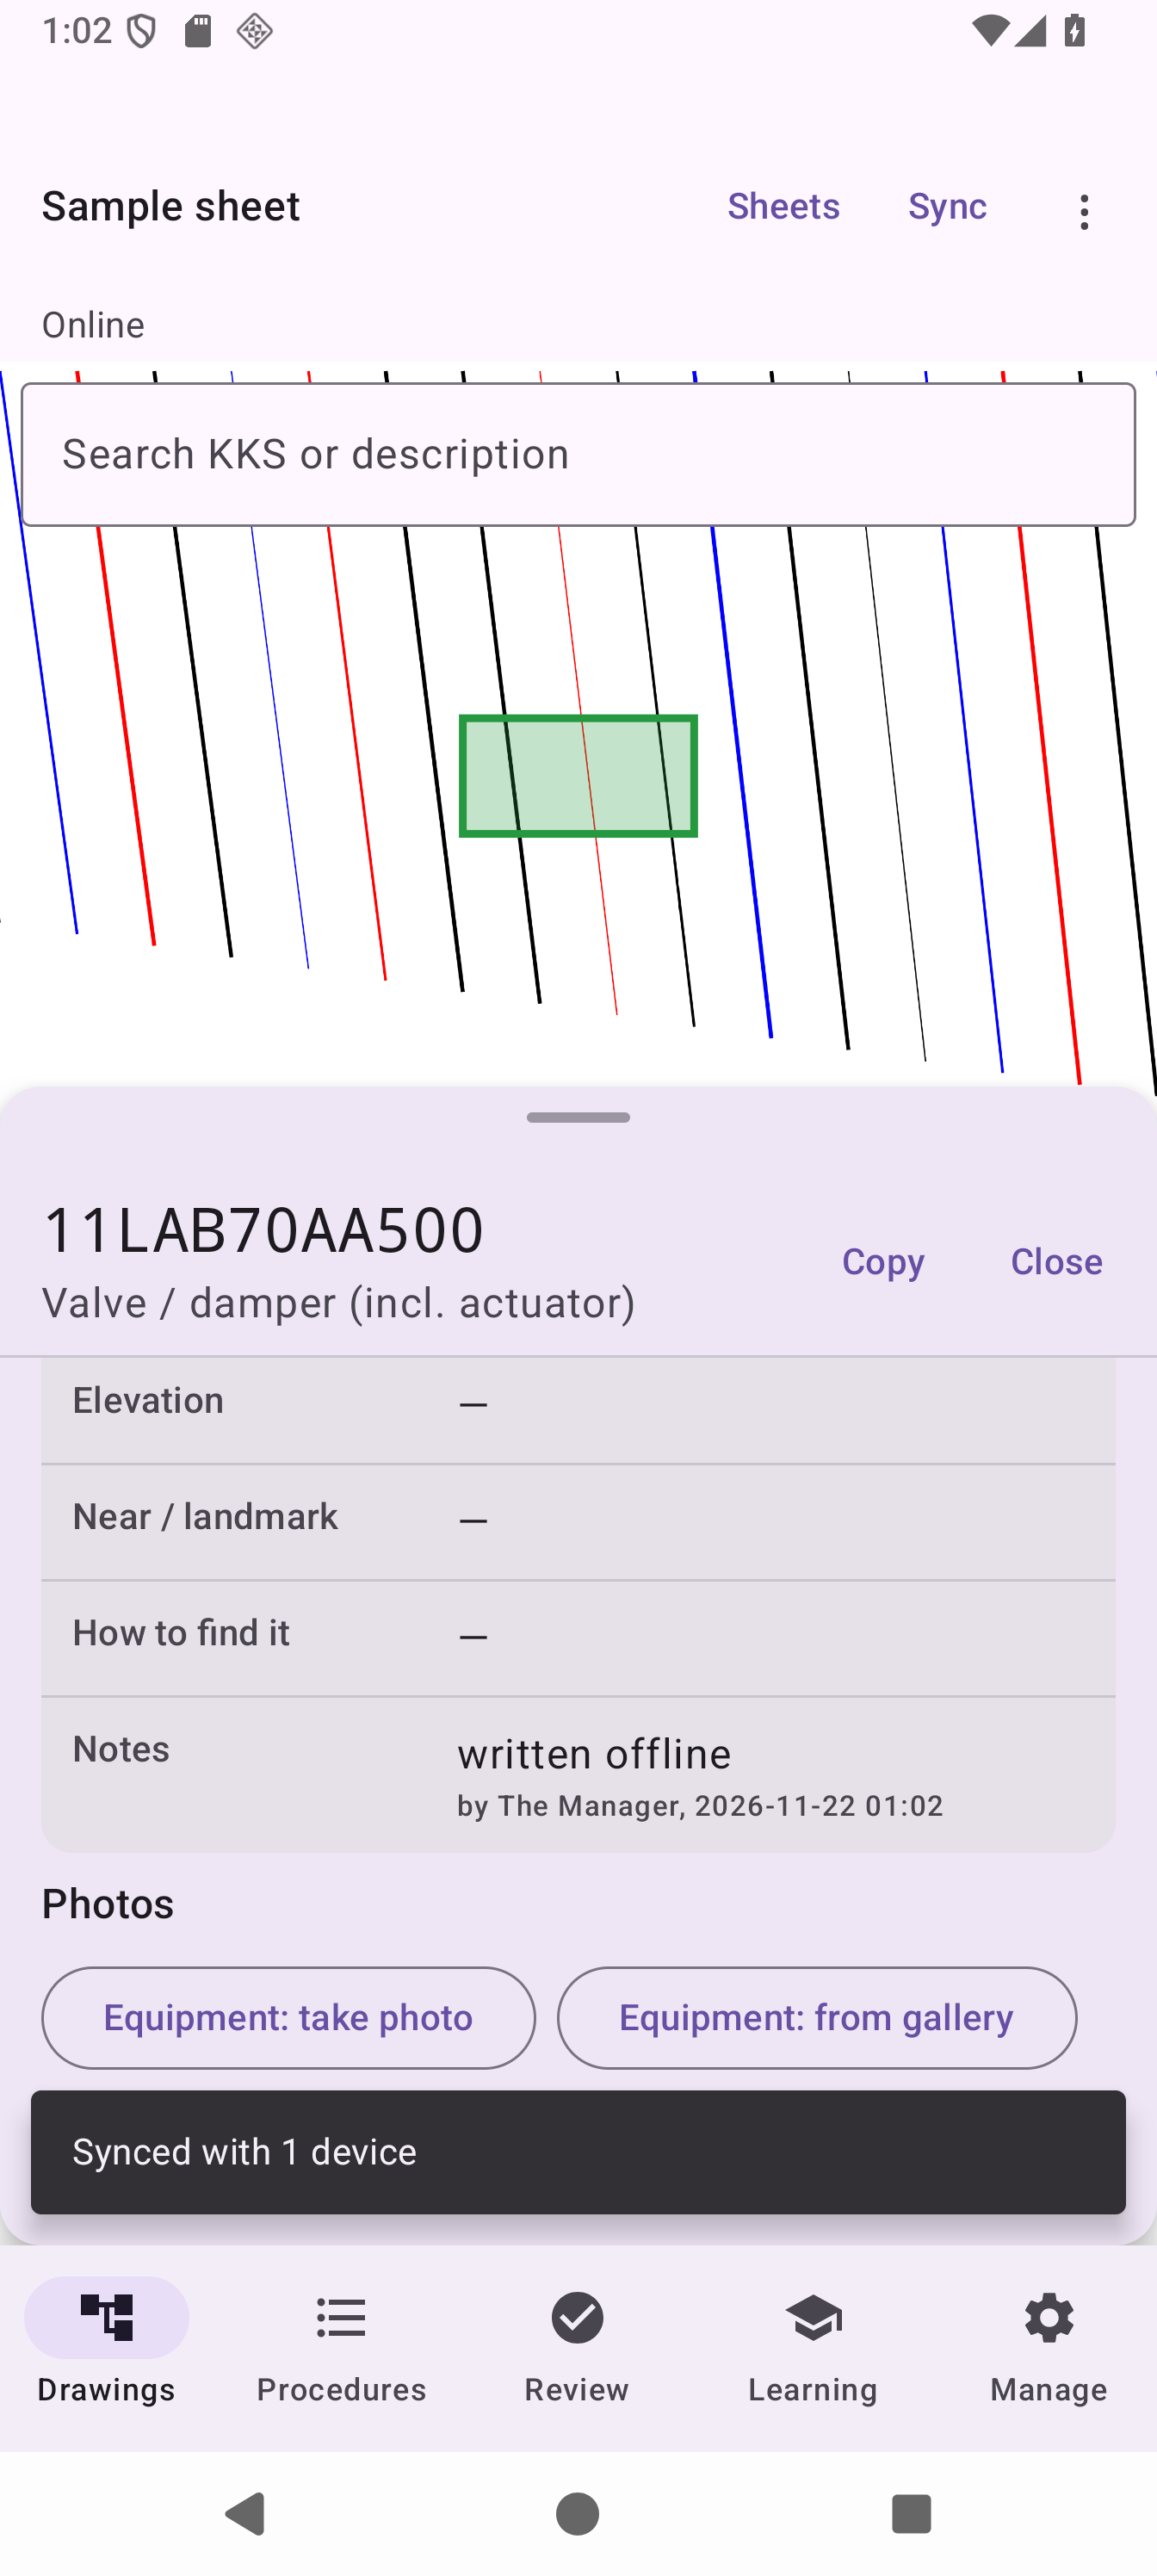 1:02
Sample sheet
Sheets
Sync
Online
Search KKS or description
11LAB70AA500
Valve / damper (incl. actuator)
Copy
Close
Elevation —
Near / landmark —
How to find it —
Notes written offline
by The Manager, 2026-11-22 01:02
Photos
Equipment: take photo
Equipment: from gallery
Synced with 1 device
Drawings
Procedures
Review
Learning
Manage